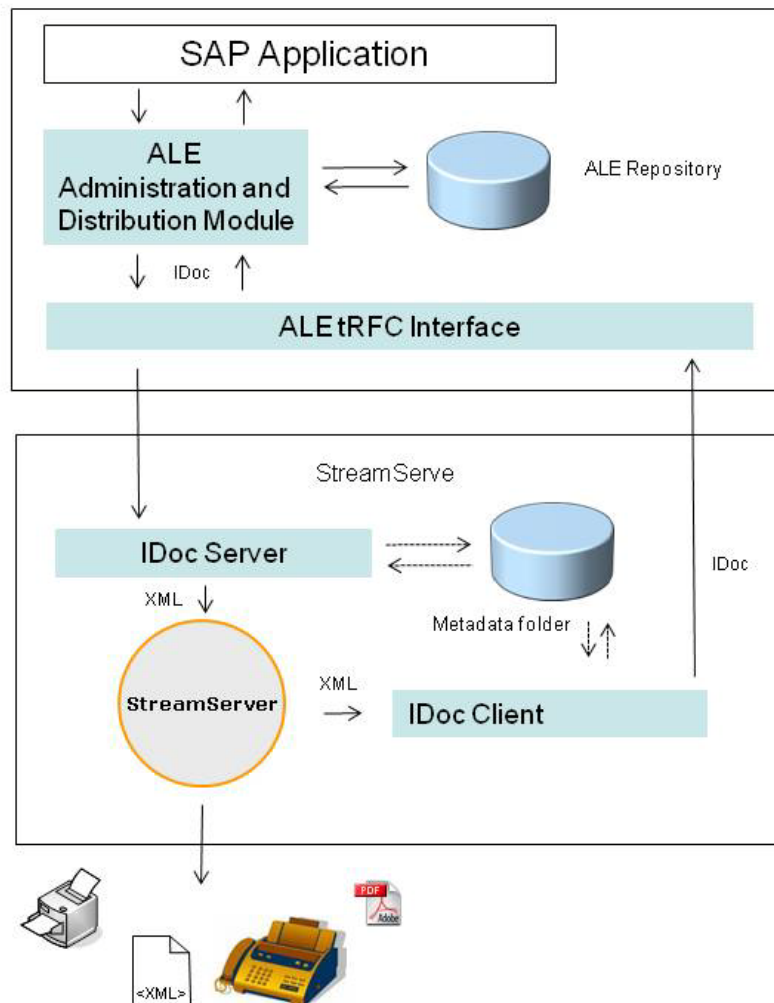 SAP Application
ALE
Administration and
Distribution Module
ALE Repository
IDoc
ALE tRFC Interface
StreamServe
IDoc Server
IDoc
XML
Metadata folder
StreamServer
XML
IDoc Client
PDF
Adobe
<XML>